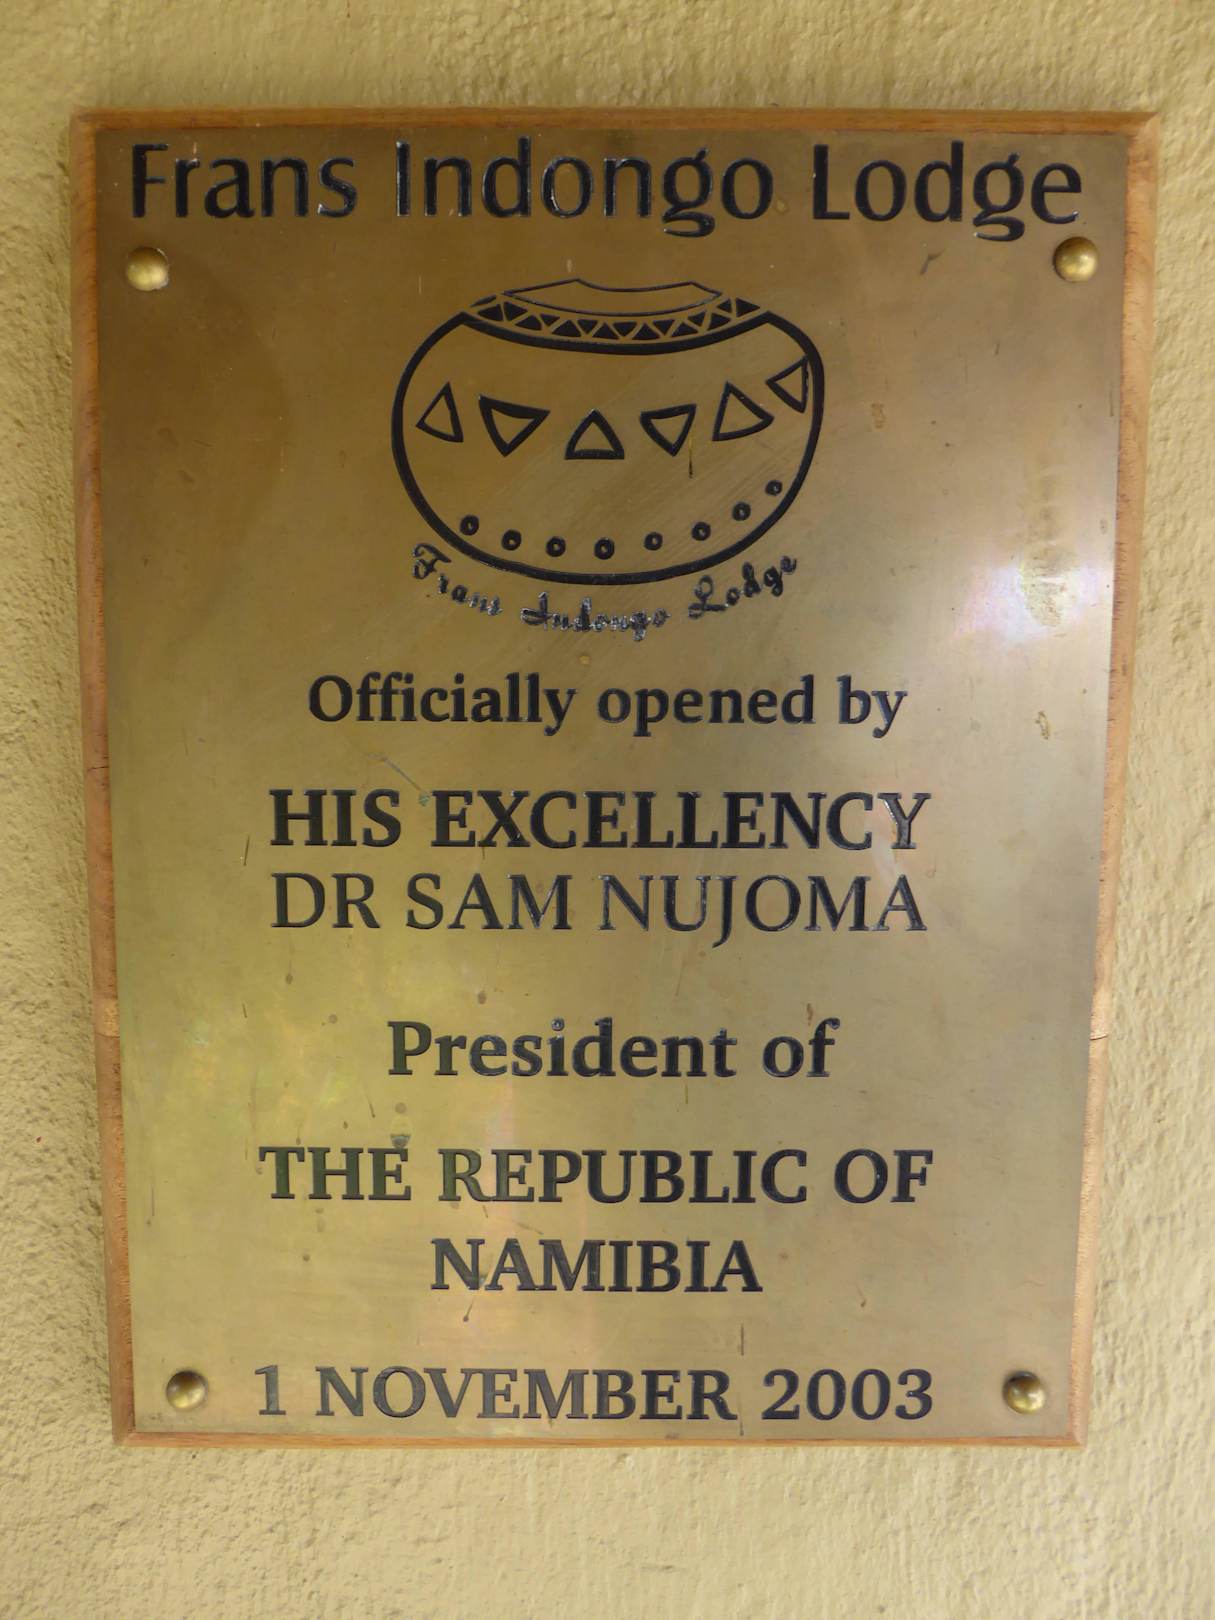 Frans Indongo Lodge
Frans Indongo Lodge
Officially opened by
HIS EXCELLENCY
DR SAM NUJOMA
President of
THE REPUBLIC OF
NAMIBIA
1 NOVEMBER 2003